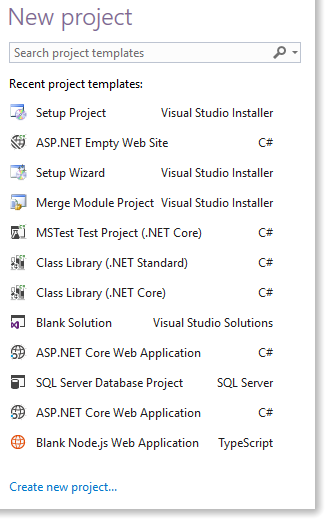 New project
Search project templates
Recent project templates:
Setup Project Visual Studio Installer
ASP.NET Empty Web Site C#
Setup Wizard Visual Studio Installer
Merge Module Project Visual Studio Installer
MSTest Test Project (.NET Core) C#
Class Library (.NET Standard) C#
Class Library (.NET Core) C#
Blank Solution Visual Studio Solutions
ASP.NET Core Web Application C#
SQL Server Database Project SQL Server
ASP.NET Core Web Application C#
Blank Node.js Web Application TypeScript
Create new project...